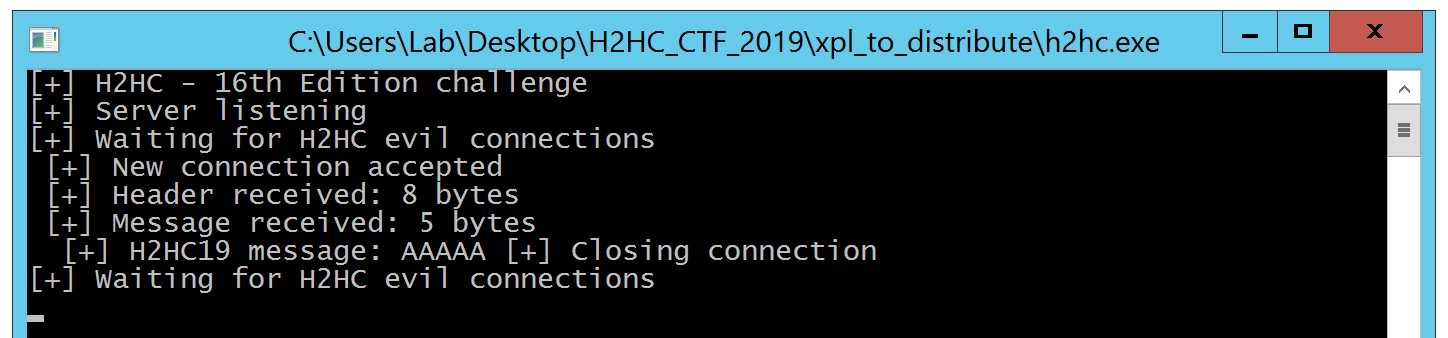 C:\Users\Lab\Desktop\H2HC_CTF_2019\xpl_to_distribute\h2hc.exe
[+] H2HC - 16th Edition challenge
[+] Server listening
[+] Waiting for H2HC evil connections
[+] New connection accepted
[+] Header received: 8 bytes
[+] Message received: 5 bytes
[+] H2HC19 message: AAAAA [+] Closing connection
[+] Waiting for H2HC evil connections